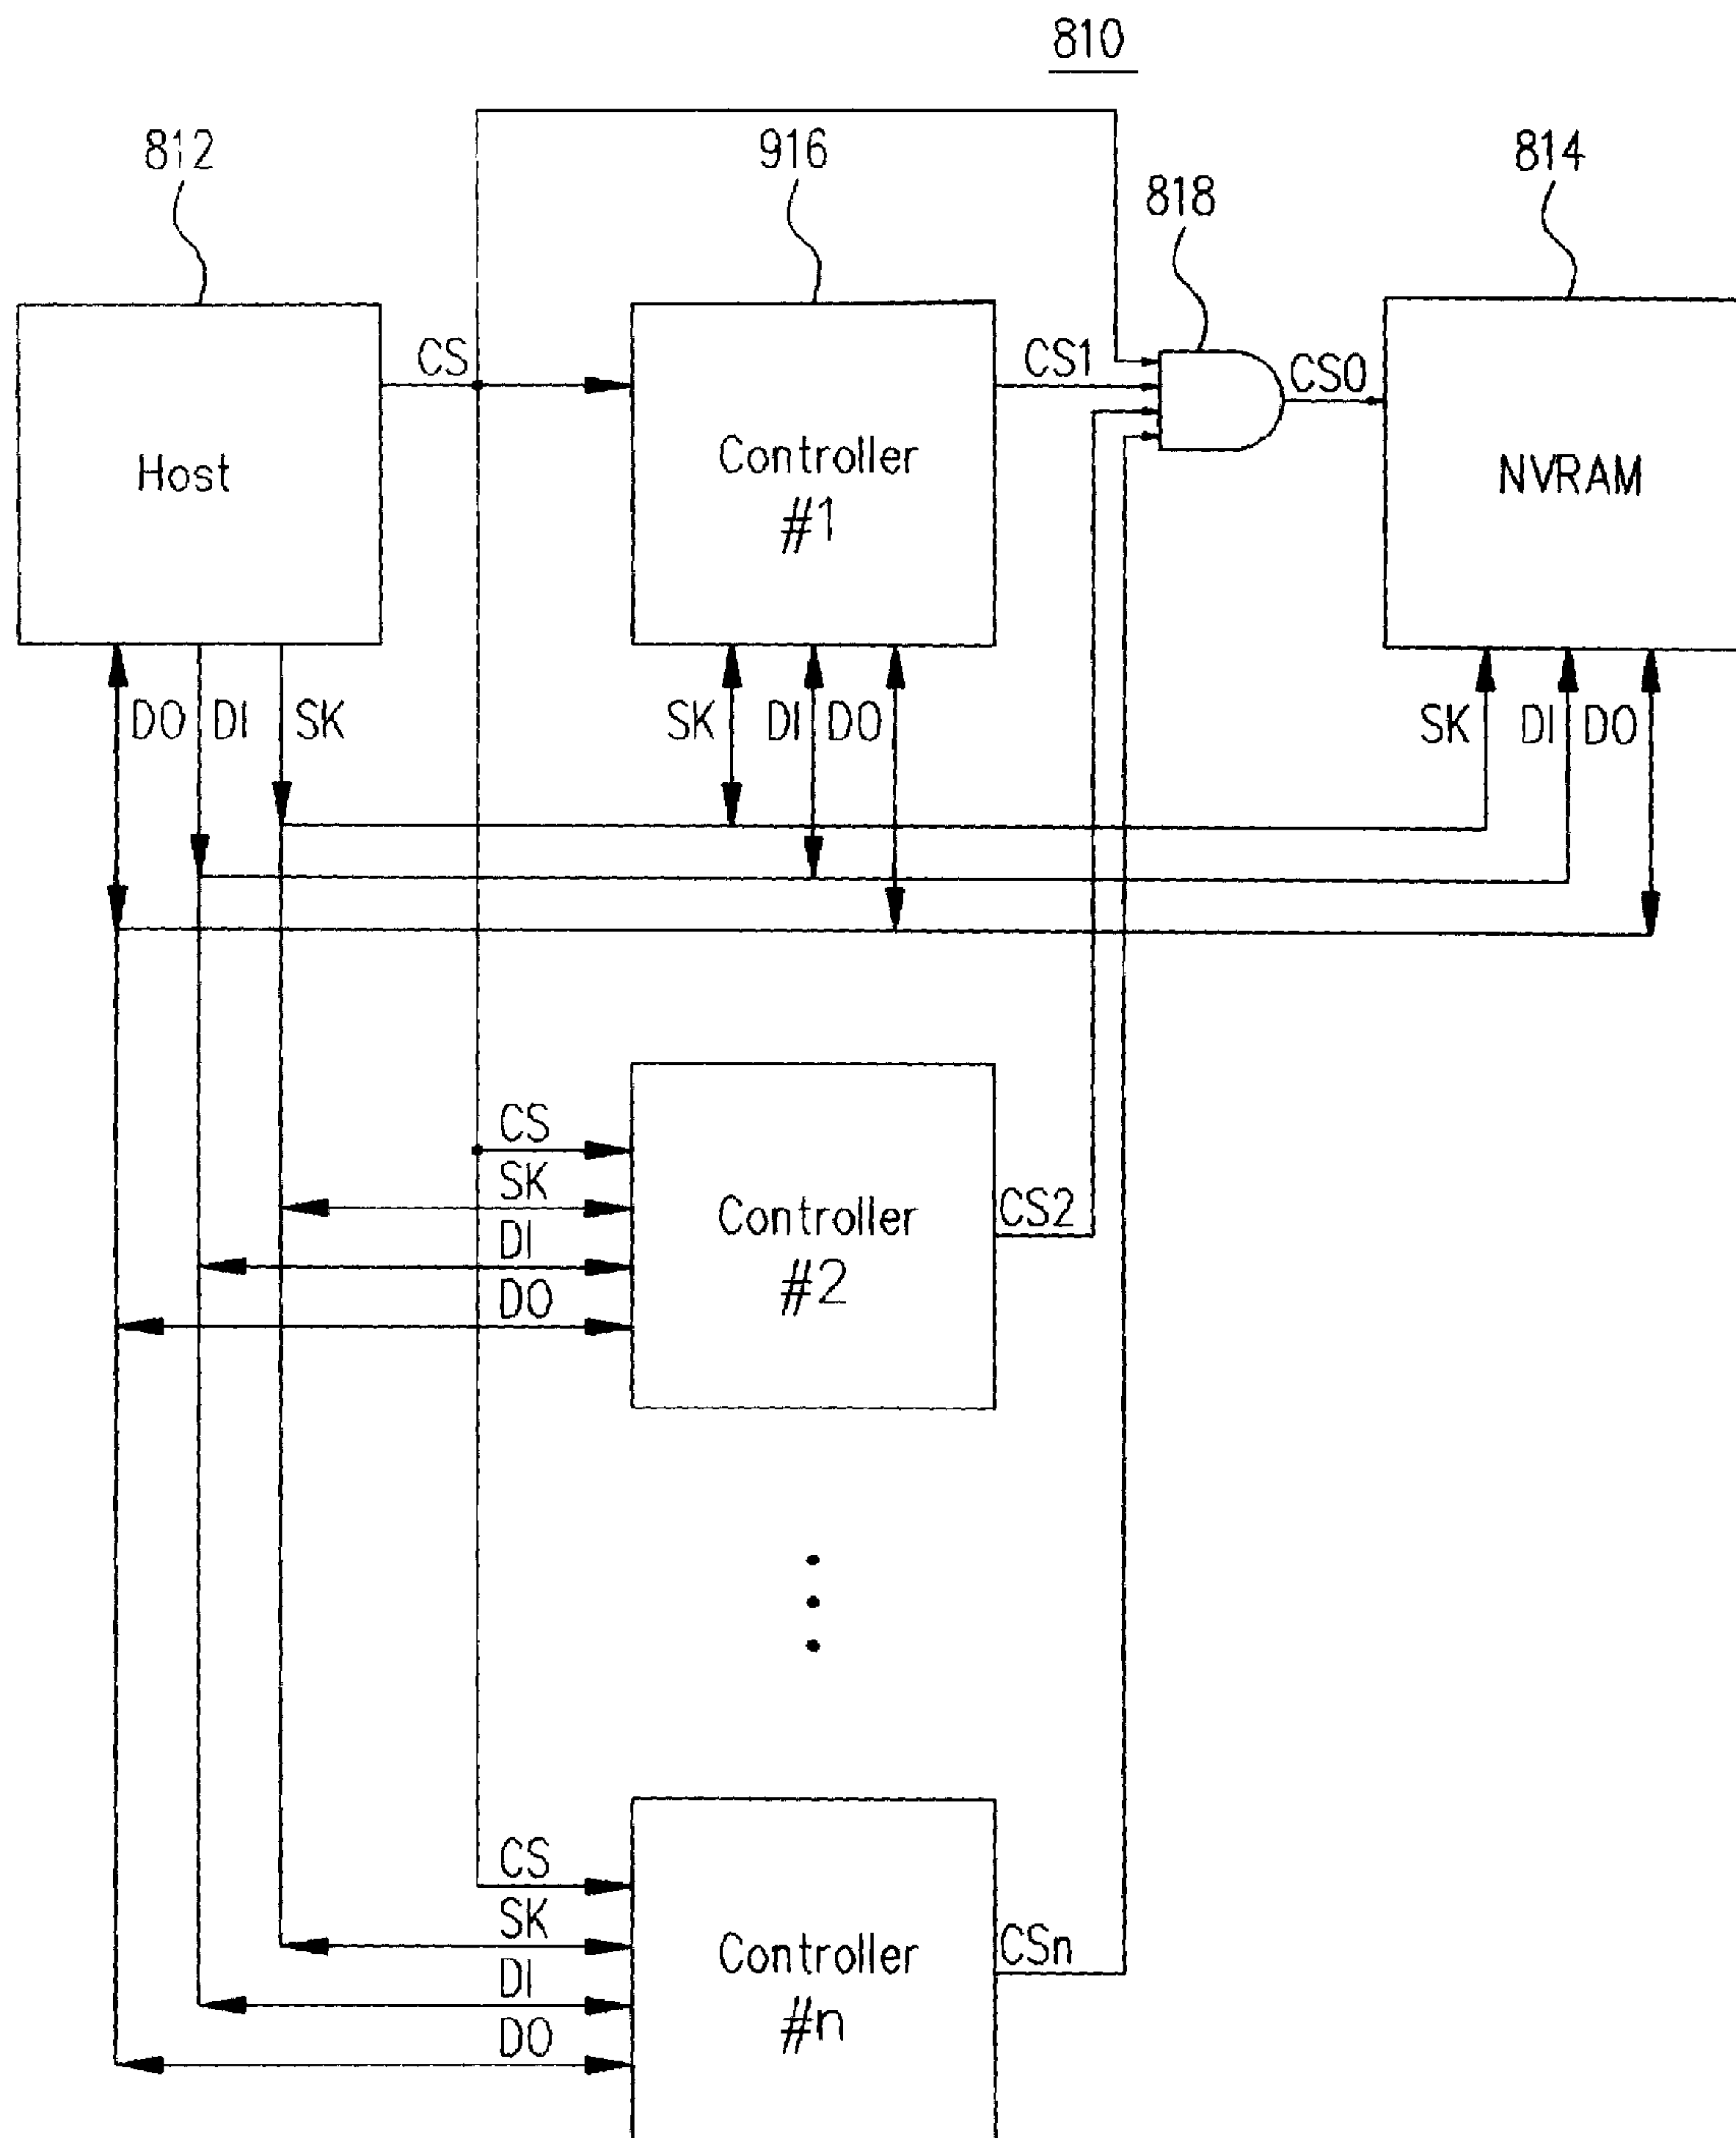 810
812
916
818
814
CS
CS1
CS0
Host
Controller
#1
NVRAM
DO DI SK
SK DI DO
SK DI DO
CS
SK
DI
DO
Controller
#2
CS2
CS
SK
DI
DO
Controller
#n
CSn